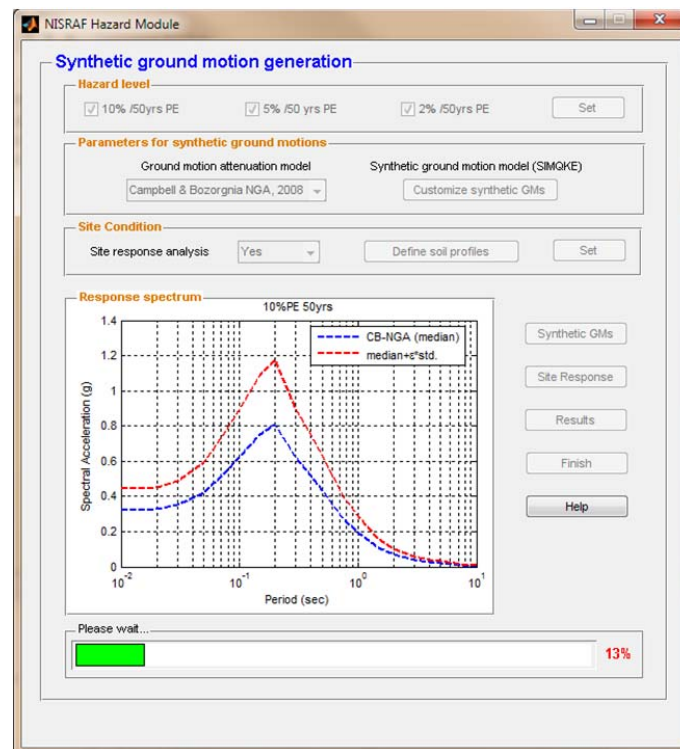 NISRAF Hazard Module
Synthetic ground motion generation
Hazard level
10% /50yrs PE 5% /50 yrs PE 2% /50yrs PE Set
Parameters for synthetic ground motions
Ground motion attenuation model Synthetic ground motion model (SIMQKE)
Campbell & Bozorgnia NGA, 2008 Customize synthetic GMs
Site Condition
Site response analysis Yes Define soil profiles Set
Response spectrum
10%PE 50yrs
CB-NGA (median)
median+ε*std.
Spectral Acceleration (g)
1.4
1.2
1
0.8
0.6
0.4
0.2
0
10^-2 10^-1 10^0 10^1
Period (sec)
Synthetic GMs
Site Response
Results
Finish
Help
Please wait...
13%